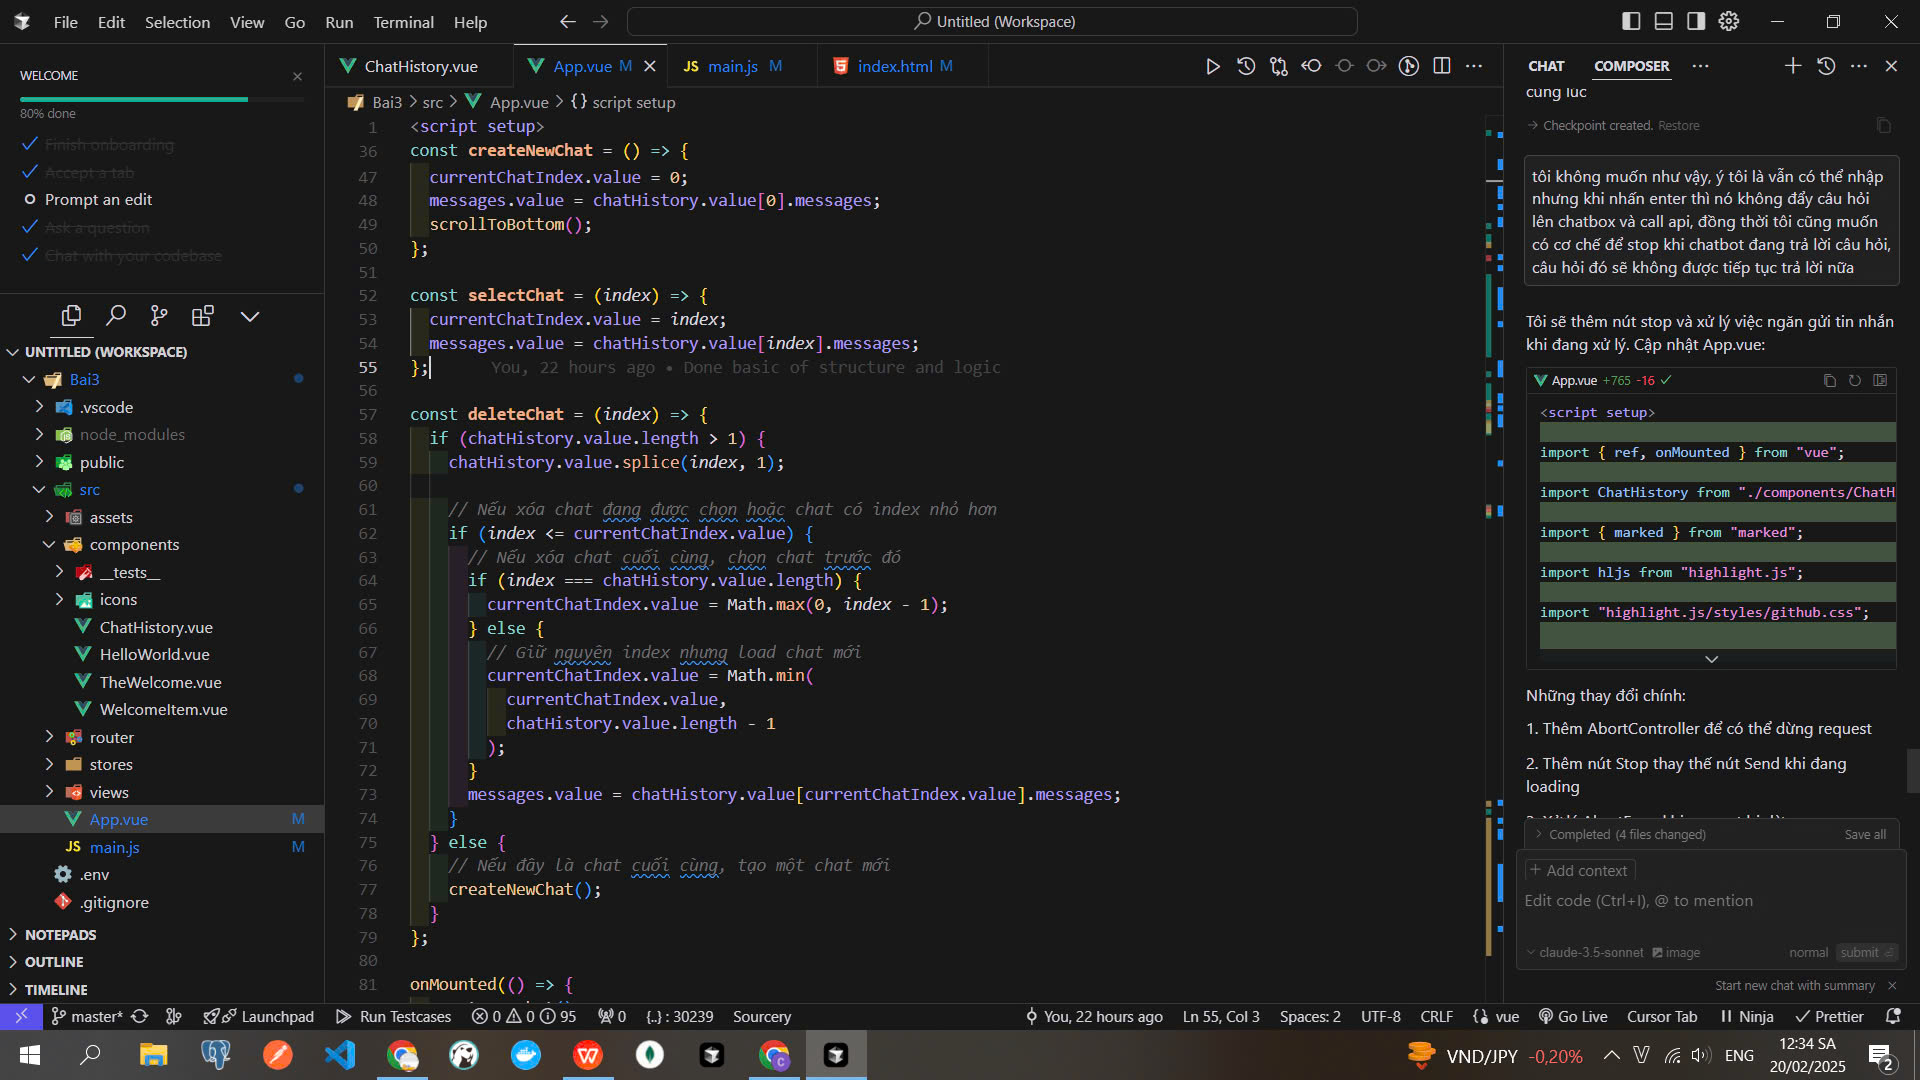 File Edit Selection View Go Run Terminal Help
Untitled (Workspace)
WELCOME
80% done
Finish onboarding
Accept a tab
Prompt an edit
Ask a question
Chat with your codebase
UNTITLED (WORKSPACE)
Bai3
.vscode
node_modules
public
src
assets
components
__tests__
icons
ChatHistory.vue
HelloWorld.vue
TheWelcome.vue
WelcomeItem.vue
router
stores
views
App.vue M
main.js M
.env
.gitignore
NOTEPADS
OUTLINE
TIMELINE
ChatHistory.vue App.vue M JS main.js M index.html M
Bai3 > src > App.vue > {} script setup
1 <script setup>
36 const createNewChat = () => {
47 currentChatIndex.value = 0;
48 messages.value = chatHistory.value[0].messages;
49 scrollToBottom();
50 };
51
52 const selectChat = (index) => {
53 currentChatIndex.value = index;
54 messages.value = chatHistory.value[index].messages;
55 }; You, 22 hours ago • Done basic of structure and logic
56
57 const deleteChat = (index) => {
58 if (chatHistory.value.length > 1) {
59 chatHistory.value.splice(index, 1);
60
61 // Nếu xóa chat đang được chọn hoặc chat có index nhỏ hơn
62 if (index <= currentChatIndex.value) {
63 // Nếu xóa chat cuối cùng, chọn chat trước đó
64 if (index === chatHistory.value.length) {
65 currentChatIndex.value = Math.max(0, index - 1);
66 } else {
67 // Giữ nguyên index nhưng load chat mới
68 currentChatIndex.value = Math.min(
69 currentChatIndex.value,
70 chatHistory.value.length - 1
71 );
72 }
73 messages.value = chatHistory.value[currentChatIndex.value].messages;
74 }
75 } else {
76 // Nếu đây là chat cuối cùng, tạo một chat mới
77 createNewChat();
78 }
79 };
80
81 onMounted(() => {
CHAT COMPOSER
cùng lúc
Checkpoint created. Restore
tôi không muốn như vậy, ý tôi là vẫn có thể nhập
nhưng khi nhấn enter thì nó không đẩy câu hỏi
lên chatbox và call api, đồng thời tôi cũng muốn
có cơ chế để stop khi chatbot đang trả lời câu hỏi,
câu hỏi đó sẽ không được tiếp tục trả lời nữa
Tôi sẽ thêm nút stop và xử lý việc ngăn gửi tin nhắn
khi đang xử lý. Cập nhật App.vue:
App.vue +765 -16
<script setup>
import { ref, onMounted } from "vue";
import ChatHistory from "./components/ChatH
import { marked } from "marked";
import hljs from "highlight.js";
import "highlight.js/styles/github.css";
Những thay đổi chính:
1. Thêm AbortController để có thể dừng request
2. Thêm nút Stop thay thế nút Send khi đang
loading
Completed (4 files changed) Save all
+ Add context
Edit code (Ctrl+I), @ to mention
claude-3.5-sonnet image normal submit
Start new chat with summary
master* Launchpad Run Testcases 0 0 95 0 {..} : 30239 Sourcery You, 22 hours ago Ln 55, Col 3 Spaces: 2 UTF-8 CRLF vue Go Live Cursor Tab Ninja Prettier
VND/JPY -0,20% ENG 12:34 SA
20/02/2025
2